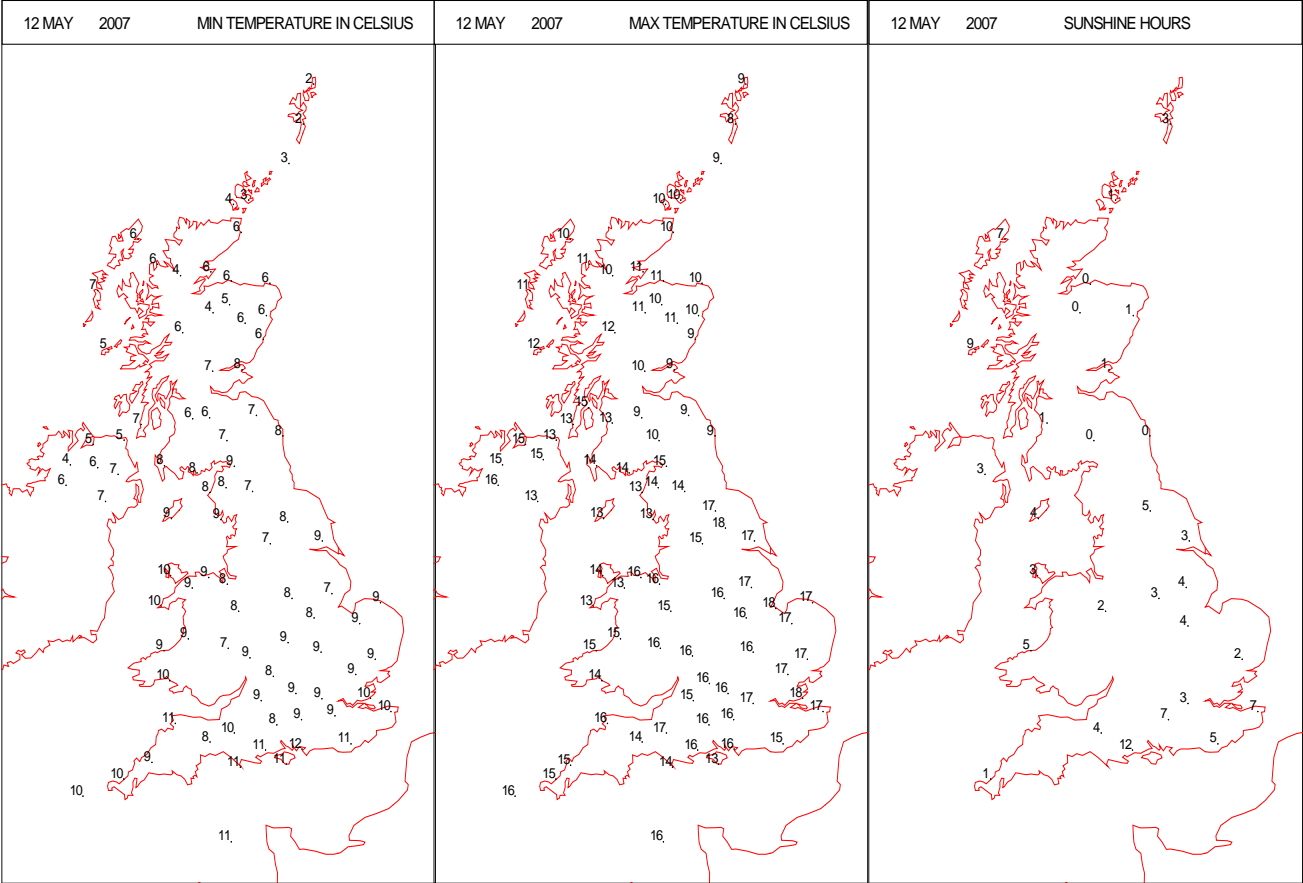 12 MAY 2007 MIN TEMPERATURE IN CELSIUS
2.
2.
3.
4. 3.
6.
6.
6.
4. 6.
6. 6.
7.
5.
4. 6.
6.
6. 6.
5.
7. 8.
7. 6. 6. 7.
5. 5. 7. 8.
4. 6. 8. 9.
7. 8.
6. 8. 8. 7.
7.
9. 9. 8.
7. 9.
10. 9. 8.
9. 8. 7.
10. 8. 8. 9.
9.
9. 9.
9. 7. 9. 9. 9.
10. 8. 9.
9. 9. 9. 10.
10.
11. 8. 9. 9.
10.
8. 11. 12. 11.
9. 11. 11.
10.
10.
11.
12 MAY 2007 MAX TEMPERATURE IN CELSIUS
9.
8.
9.
10. 10.
10.
10.
11.
10. 11.
11. 10.
11.
10.
11. 10.
11.
12. 9.
12.
10. 9.
15.
13. 13. 9. 9.
15. 13. 10. 9.
15. 15. 14. 14. 15.
16. 13. 14. 14.
13.
13. 13. 17.
18.
15. 17.
14. 16. 16.
13. 16. 17.
13. 15. 16. 18. 17.
17.
15. 15. 16. 16. 16. 17.
14. 16. 17.
15. 16. 17. 18.
17.
16. 17. 16. 16.
14. 16. 16. 15.
15. 14. 13.
15.
16.
16.
12 MAY 2007 SUNSHINE HOURS
3.
1.
7.
0.
0. 1.
9.
1.
1.
0. 0.
3.
4. 5.
3.
3. 4.
2. 3.
4.
5. 2.
3. 7.
4. 7.
12. 5.
1.